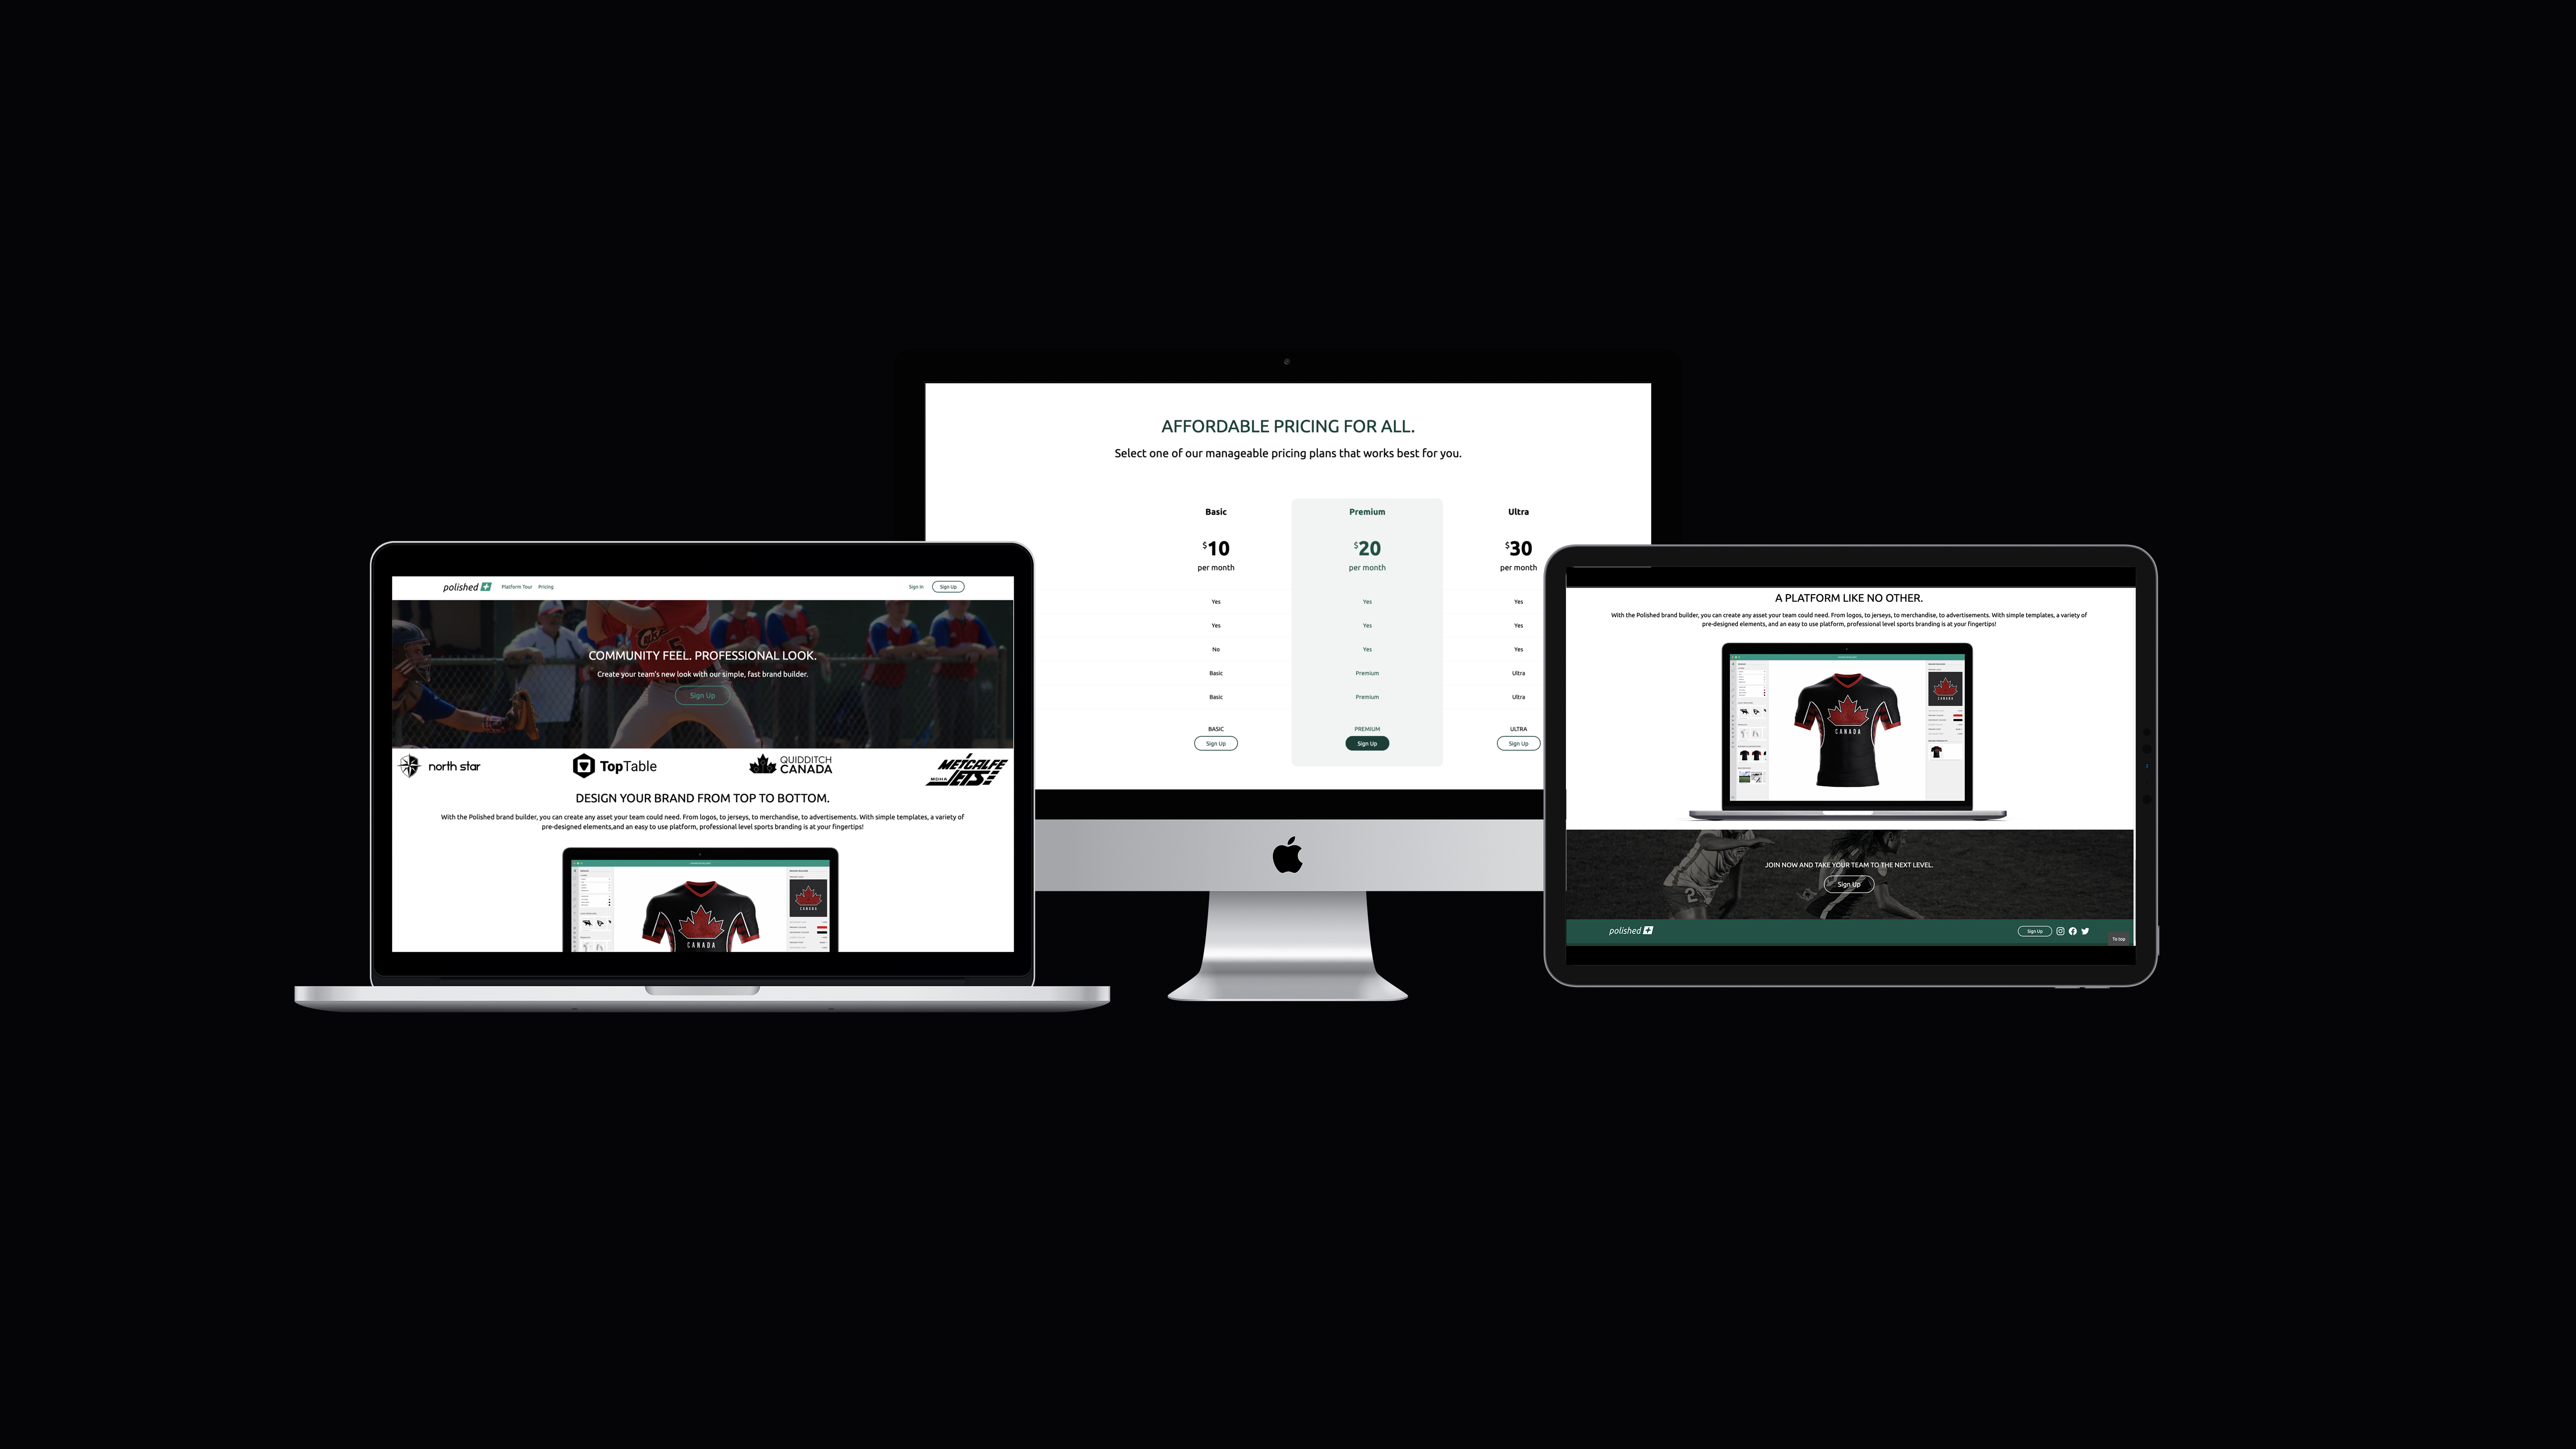 AFFORDABLE PRICING FOR ALL.
Select one of our manageable pricing plans that works best for you.
Basic
Premium
Ultra
$10
$20
$30
per month
per month
per month
Yes
Yes
Yes
Yes
Yes
Yes
No
Yes
Yes
Basic
Premium
Ultra
Basic
Premium
Ultra
BASIC
PREMIUM
ULTRA
Sign Up
Sign Up
Sign Up
polished
Platform Tour
Pricing
Sign In
Sign Up
COMMUNITY FEEL. PROFESSIONAL LOOK.
Create your team's new look with our simple, fast brand builder.
Sign Up
north star
TopTable
QUIDDITCH
CANADA
METCALFE
MDHA JETS
DESIGN YOUR BRAND FROM TOP TO BOTTOM.
With the Polished brand builder, you can create any asset your team could need. From logos, to jerseys, to merchandise, to advertisements. With simple templates, a variety of
pre-designed elements,and an easy to use platform, professional level sports branding is at your fingertips!
CANADA
CANADA
A PLATFORM LIKE NO OTHER.
With the Polished brand builder, you can create any asset your team could need. From logos, to jerseys, to merchandise, to advertisements. With simple templates, a variety of
pre-designed elements, and an easy to use platform, professional level sports branding is at your fingertips!
CANADA
CANADA
JOIN NOW AND TAKE YOUR TEAM TO THE NEXT LEVEL.
Sign Up
2
polished
Sign Up
To top